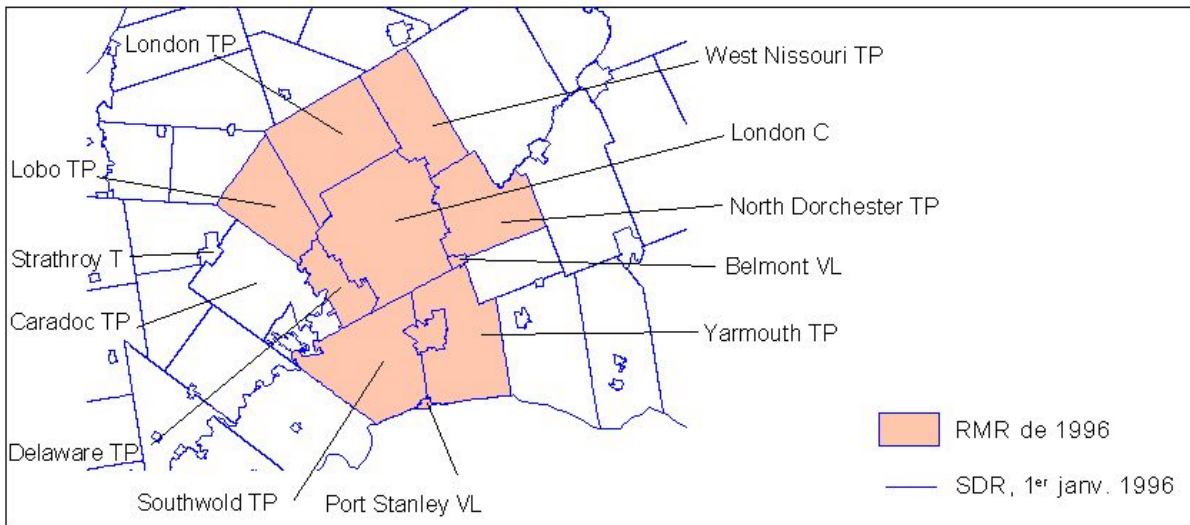 London TP
West Nissouri TP
London C
Lobo TP
North Dorchester TP
Strathroy T
Belmont VL
Caradoc TP
Yarmouth TP
Delaware TP
Southwold TP
Port Stanley VL
RMR de 1996
SDR, 1er janv. 1996